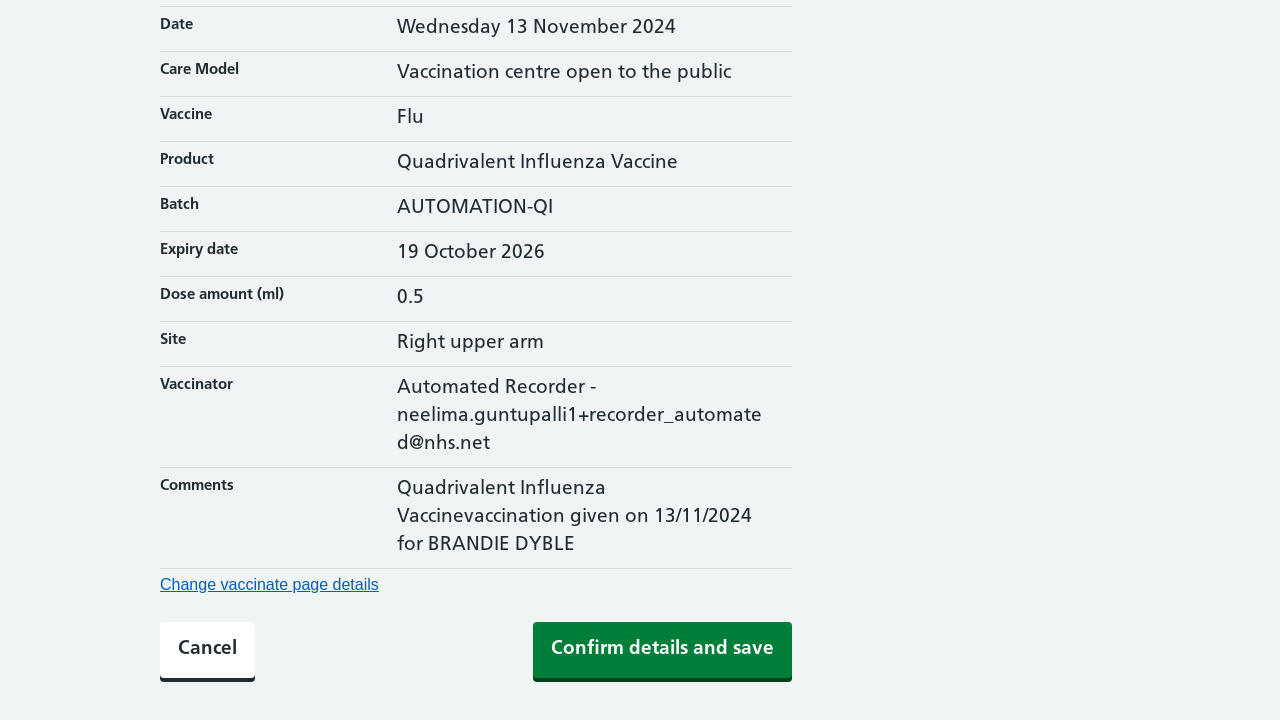 Date
Wednesday 13 November 2024
Care Model
Vaccination centre open to the public
Vaccine
Flu
Product
Quadrivalent Influenza Vaccine
Batch
AUTOMATION-QI
Expiry date
19 October 2026
Dose amount (ml)
0.5
Site
Right upper arm
Vaccinator
Automated Recorder -
neelima.guntupalli1+recorder_automate
d@nhs.net
Comments
Quadrivalent Influenza
Vaccinevaccination given on 13/11/2024
for BRANDIE DYBLE
Change vaccinate page details
Cancel
Confirm details and save